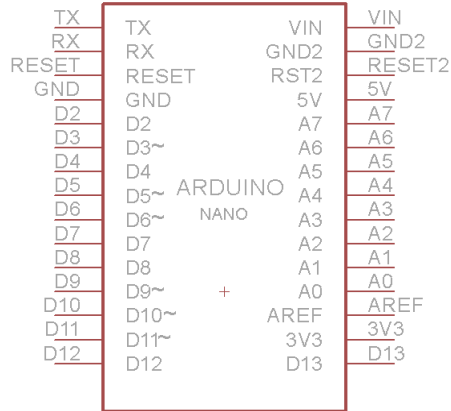 TX TX VIN VIN
RX RX GND2 GND2
RESET RESET RST2 RESET2
GND GND 5V 5V
D2 D2 A7 A7
D3 D3~ A6 A6
D4 D4 A5 A5
D5 D5~ ARDUINO A4 A4
D6 D6~ NANO A3 A3
D7 D7 A2 A2
D8 D8 A1 A1
D9 D9~ A0 A0
D10 D10~ AREF AREF
D11 D11~ 3V3 3V3
D12 D12 D13 D13